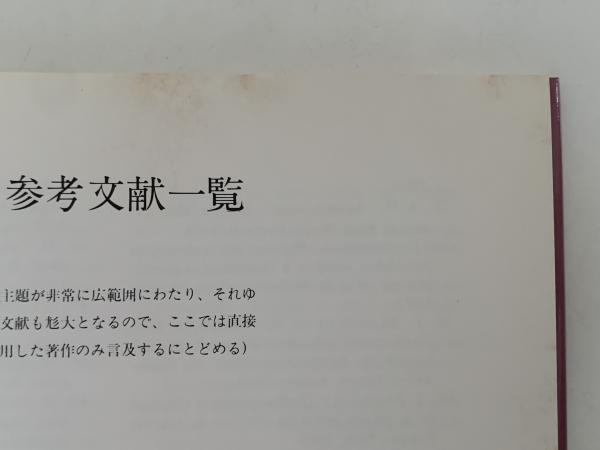 参考文献一覧
主題が非常に広範囲にわたり、それゆ
文献も尨大となるので、ここでは直接
用した著作のみ言及するにとどめる)